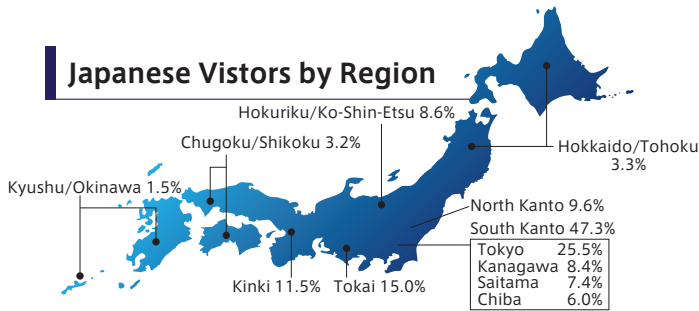 Japanese Vistors by Region
Hokuriku/Ko-Shin-Etsu 8.6%
Chugoku/Shikoku 3.2%
Hokkaido/Tohoku
3.3%
Kyushu/Okinawa 1.5%
North Kanto 9.6%
South Kanto 47.3%
Tokyo 25.5%
Kanagawa 8.4%
Saitama 7.4%
Chiba 6.0%
Kinki 11.5%
Tokai 15.0%